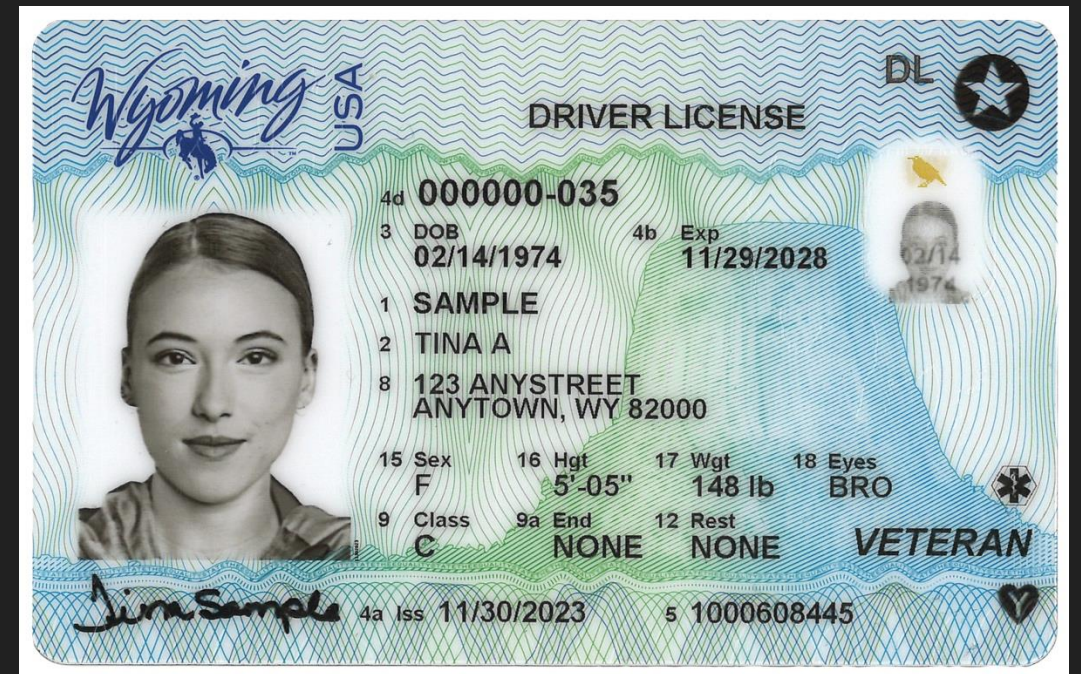 Wyoming
USA
DRIVER LICENSE
DL
4d 000000-035
3 DOB 4b Exp
02/14/1974 11/29/2028
02/14
1974
1 SAMPLE
2 TINA A
8 123 ANYSTREET
ANYTOWN, WY 82000
15 Sex 16 Hgt 17 Wgt 18 Eyes
F 5'-05" 148 lb BRO
9 Class 9a End 12 Rest
C NONE NONE
VETERAN
Tina Sample
4a Iss 11/30/2023 5 1000608445
Y